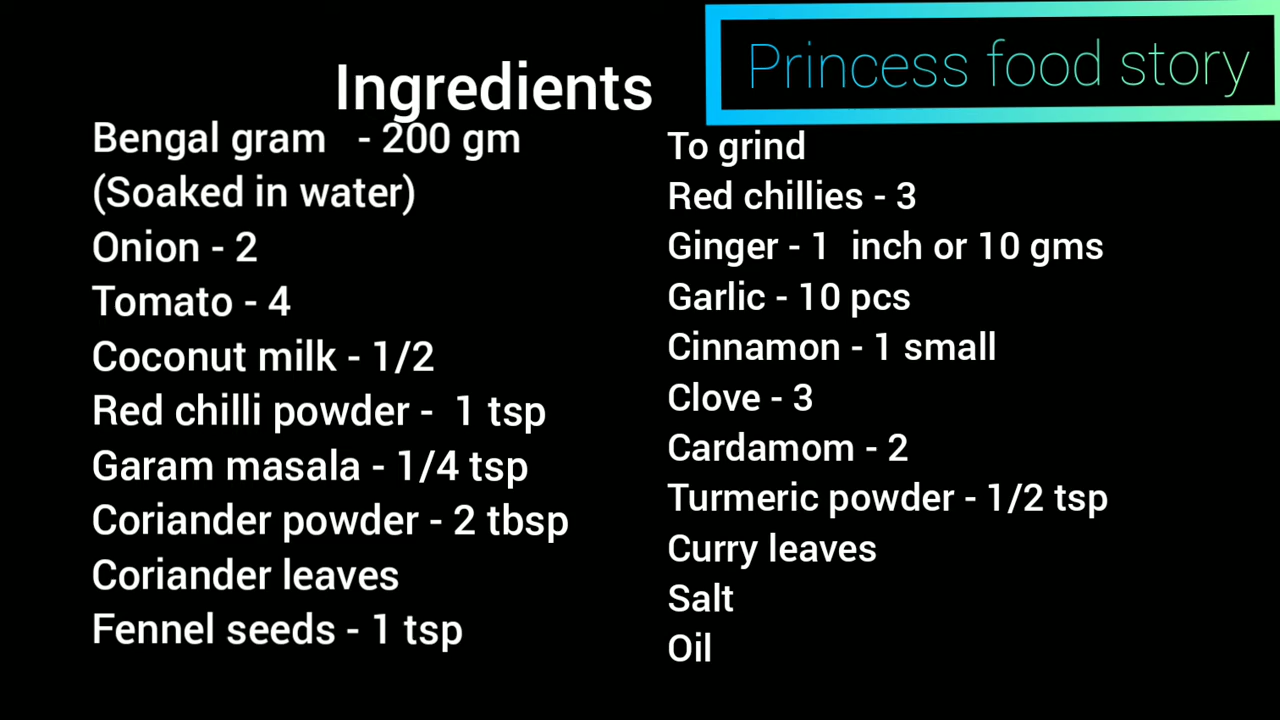 Princess food story
Ingredients
Bengal gram - 200 gm
(Soaked in water)
Onion - 2
Tomato - 4
Coconut milk - 1/2
Red chilli powder - 1 tsp
Garam masala - 1/4 tsp
Coriander powder - 2 tbsp
Coriander leaves
Fennel seeds - 1 tsp
To grind
Red chillies - 3
Ginger - 1 inch or 10 gms
Garlic - 10 pcs
Cinnamon - 1 small
Clove - 3
Cardamom - 2
Turmeric powder - 1/2 tsp
Curry leaves
Salt
Oil